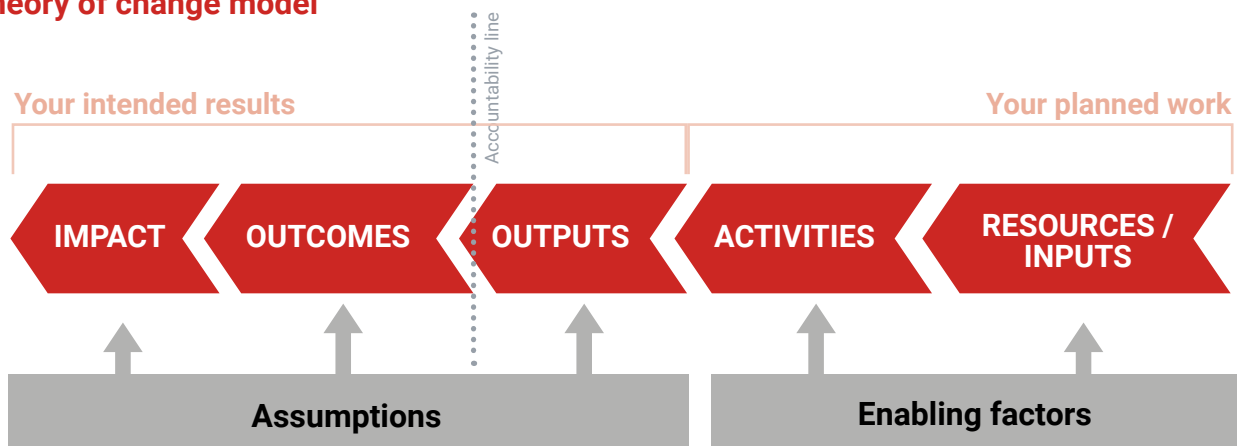 heory of change model
Accountability line
Your intended results
Your planned work
IMPACT
OUTCOMES
OUTPUTS
ACTIVITIES
RESOURCES /
INPUTS
Assumptions
Enabling factors